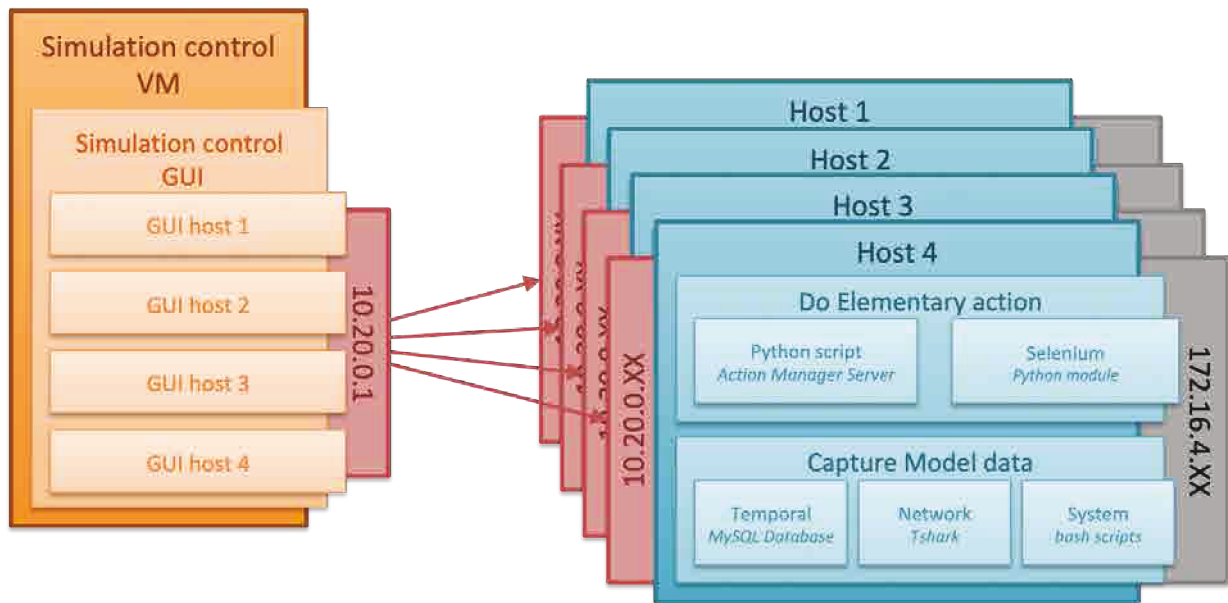 Simulation control
VM
Simulation control
GUI
GUI host 1
GUI host 2
GUI host 3
GUI host 4
10.20.0.1
Host 1
Host 2
Host 3
Host 4
10.20.0.XX
Do Elementary action
Python script
Action Manager Server
Selenium
Python module
Capture Model data
Temporal
MySQL Database
Network
Tshark
System
bash scripts
172.16.4.XX